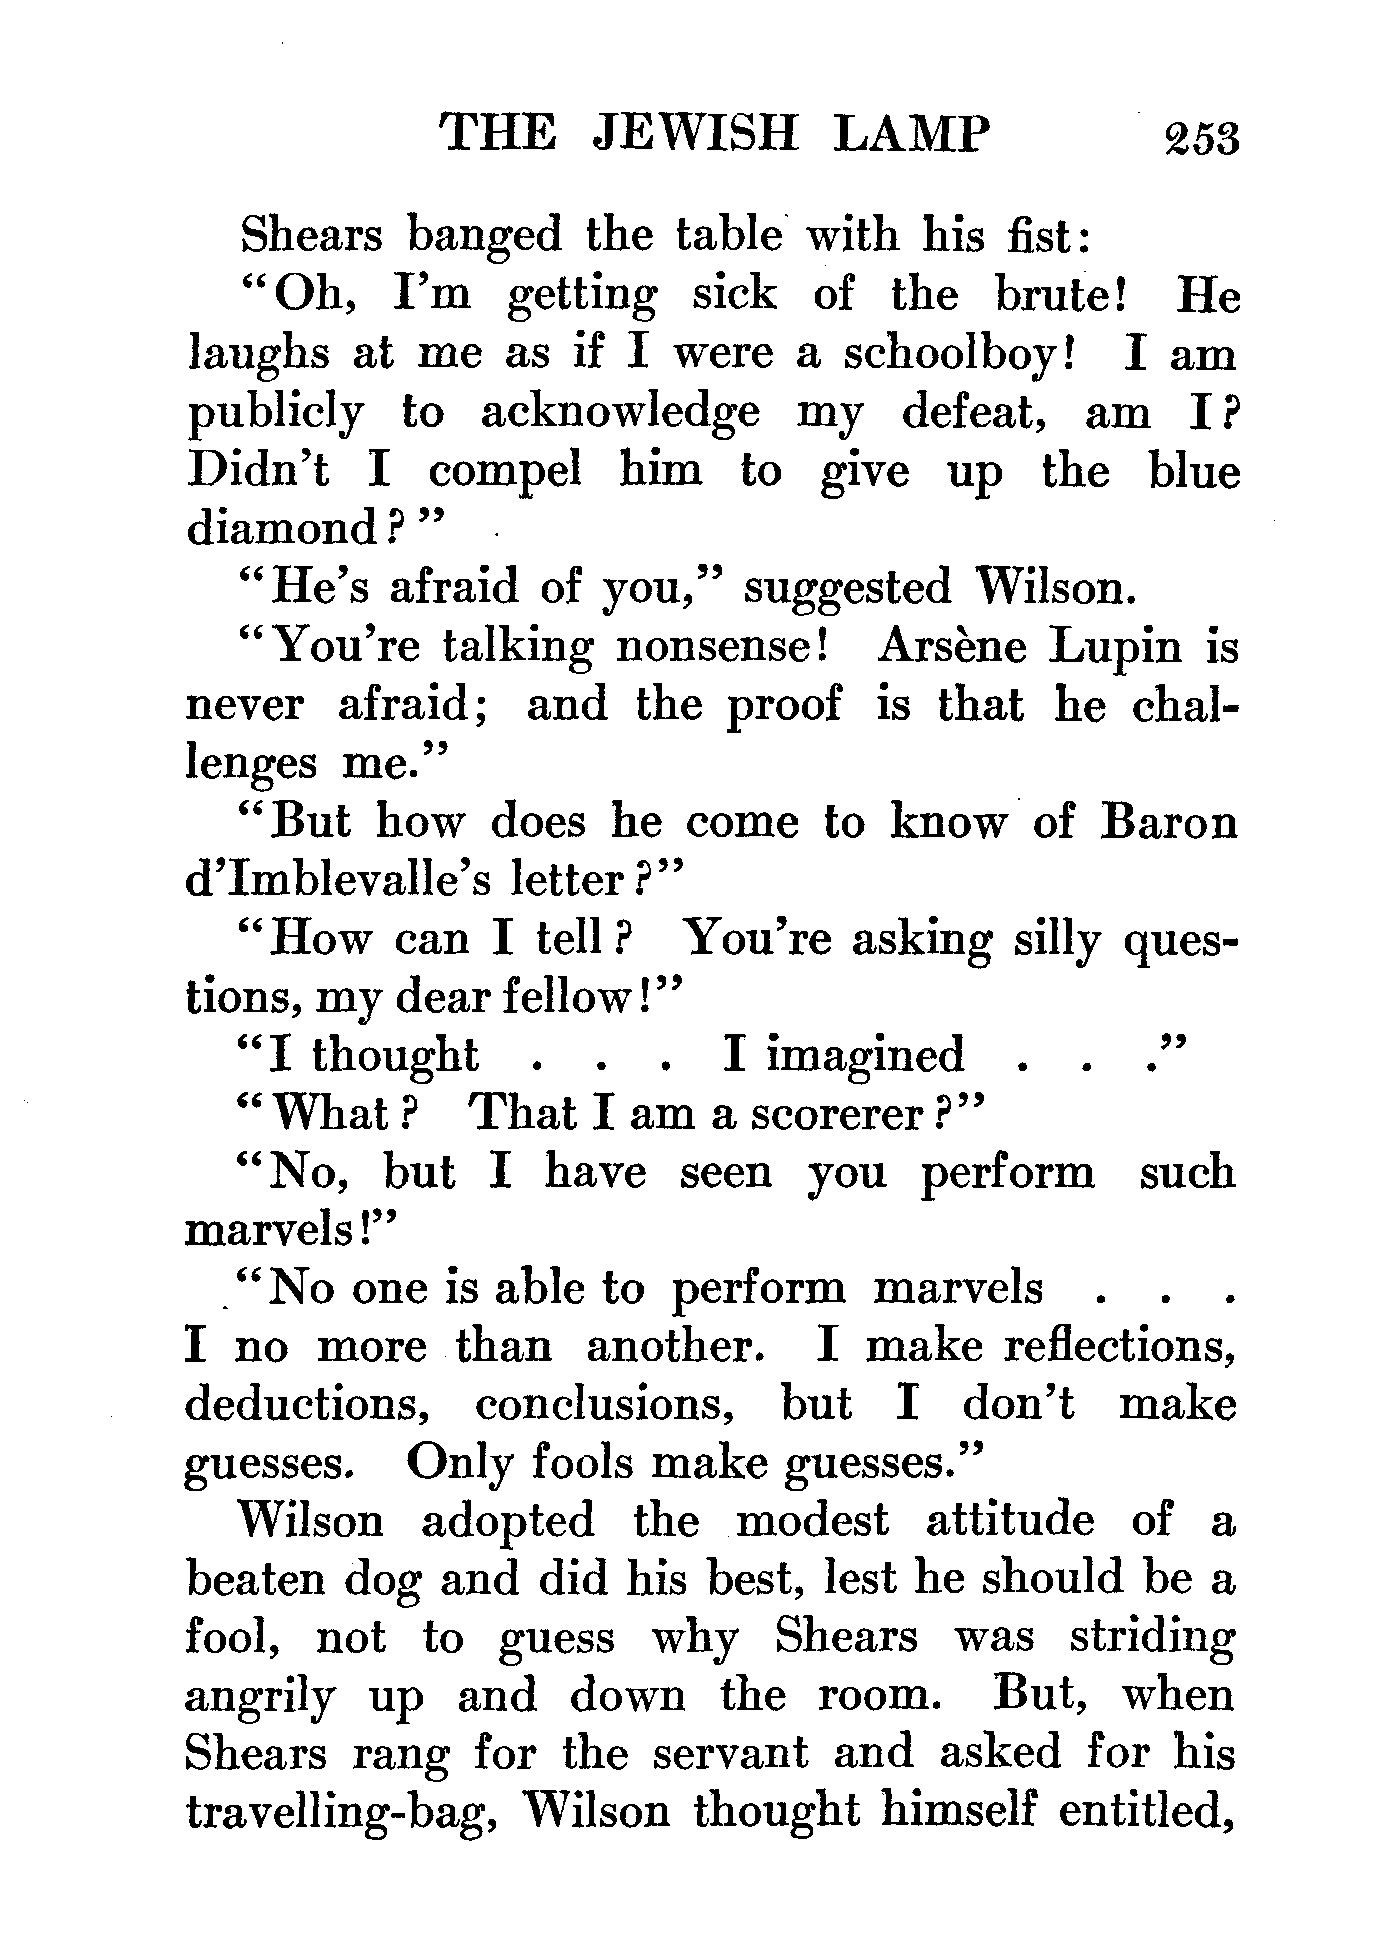 THE JEWISH LAMP 253
Shears banged the table with his fist:
"Oh, I'm getting sick of the brute! He
laughs at me as if I were a schoolboy! I am
publicly to acknowledge my defeat, am I?
Didn't I compel him to give up the blue
diamond?"
"He's afraid of you," suggested Wilson.
"You're talking nonsense! Arsène Lupin is
never afraid; and the proof is that he chal-
lenges me."
"But how does he come to know of Baron
d'Imblevalle's letter?"
"How can I tell? You're asking silly ques-
tions, my dear fellow!"
"I thought . . . I imagined . . ."
"What? That I am a scorerer?"
"No, but I have seen you perform such
marvels!"
"No one is able to perform marvels . . .
I no more than another. I make reflections,
deductions, conclusions, but I don't make
guesses. Only fools make guesses."
Wilson adopted the modest attitude of a
beaten dog and did his best, lest he should be a
fool, not to guess why Shears was striding
angrily up and down the room. But, when
Shears rang for the servant and asked for his
travelling-bag, Wilson thought himself entitled,